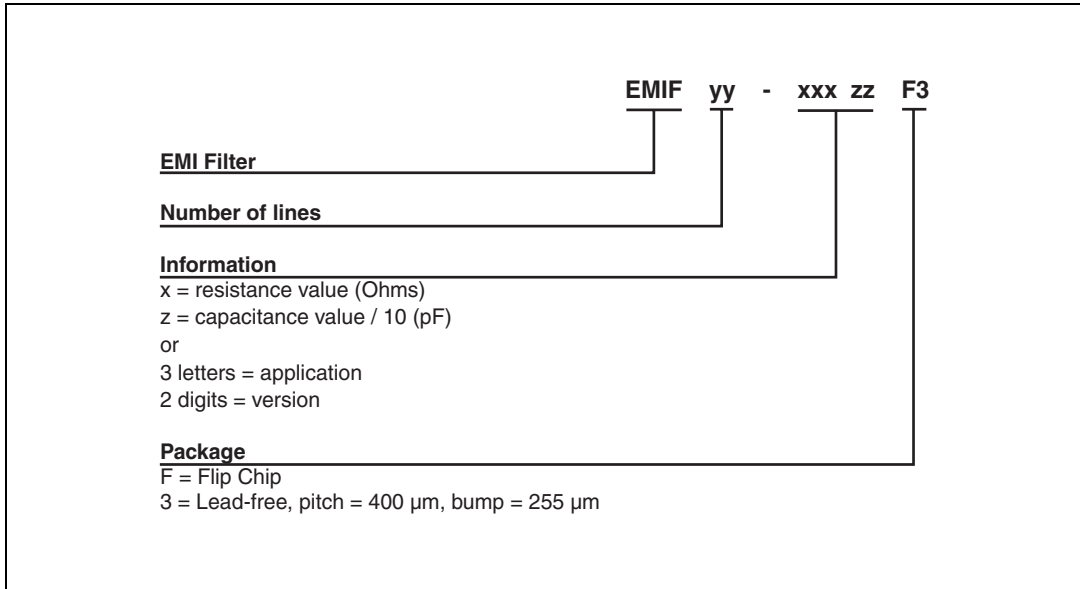 EMIF yy - xxx zz F3
EMI Filter
Number of lines
Information
x = resistance value (Ohms)
z = capacitance value / 10 (pF)
or
3 letters = application
2 digits = version
Package
F = Flip Chip
3 = Lead-free, pitch = 400 µm, bump = 255 µm